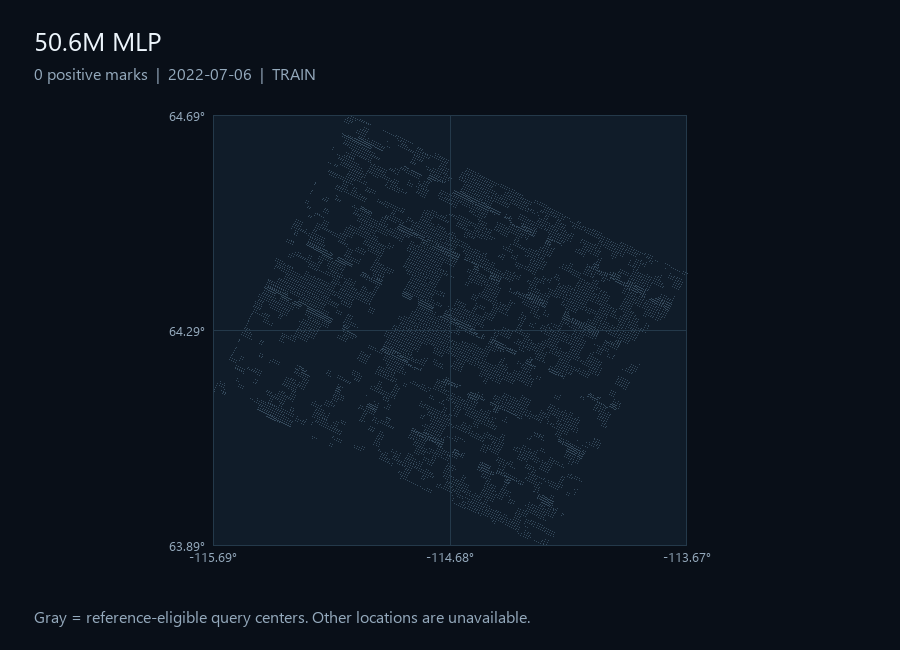 50.6M MLP
0 positive marks | 2022-07-06 | TRAIN
64.69°
64.29°
63.89°
-115.69° -114.68° -113.67°
Gray = reference-eligible query centers. Other locations are unavailable.